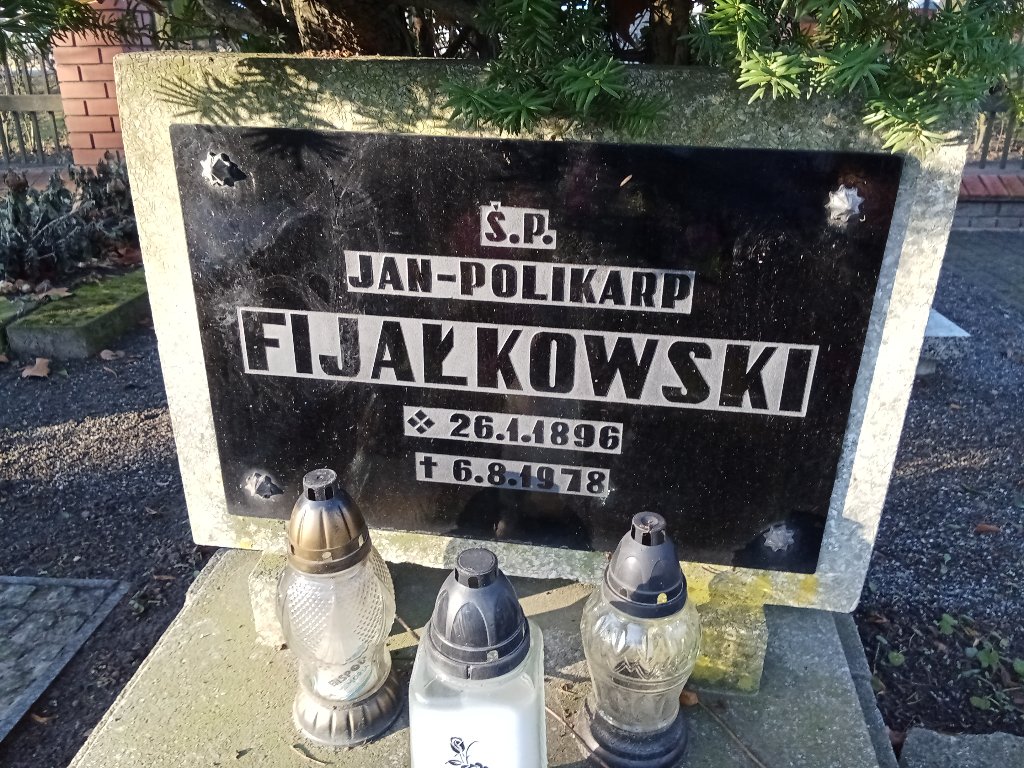 Ś.P.
JAN-POLIKARP
FIJAŁKOWSKI
❖ 26.1.1896
✝ 6.8.1978